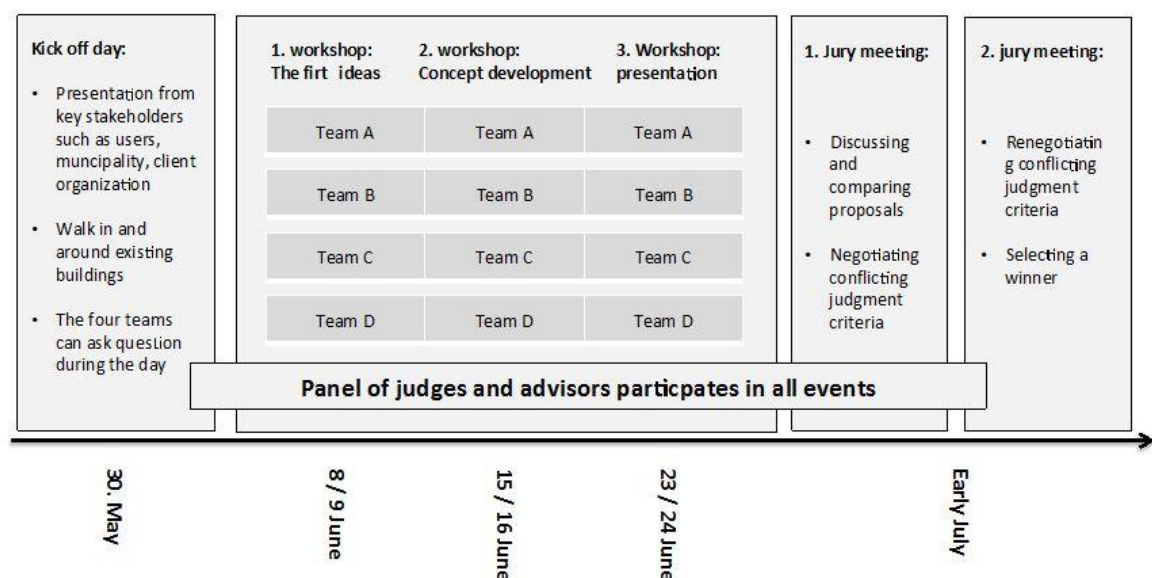 Kick off day:
• Presentation from
key stakeholders
such as users,
muncipality, client
organization
• Walk in and
around existing
buildings
• The four teams
can ask question
during the day
1. workshop:
The firt ideas
2. workshop:
Concept development
3. Workshop:
presentation
Team A
Team A
Team A
Team B
Team B
Team B
Team C
Team C
Team C
Team D
Team D
Team D
1. Jury meeting:
• Discussing
and
comparing
proposals
• Negotiating
conflicting
judgment
criteria
2. jury meeting:
• Renegotiatin
g conflicting
judgment
criteria
• Selecting a
winner
Panel of judges and advisors particpates in all events
30. May
8 / 9 June
15 / 16 June
23 / 24 June
Early July